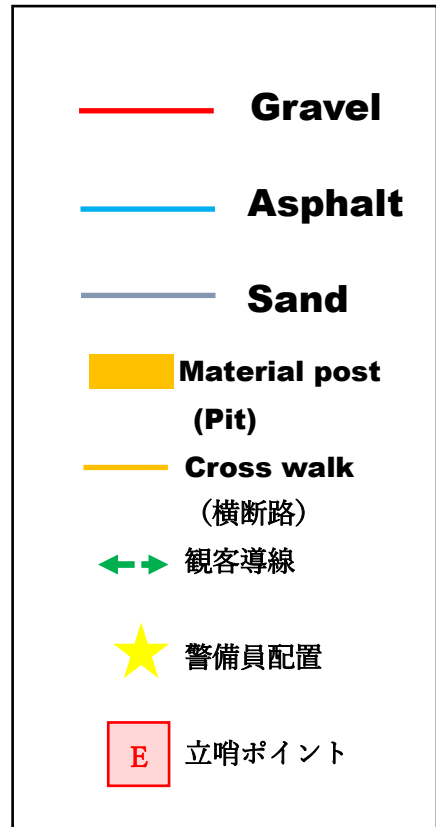 Gravel
Asphalt
Sand
Material post
(Pit)
Cross walk
（横断路）
観客導線
警備員配置
E 立哨ポイント